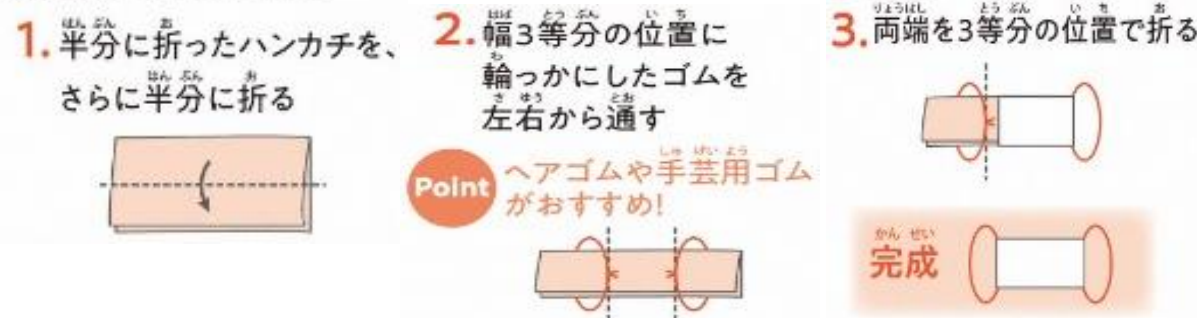 1.半分に折ったハンカチを、
さらに半分に折る
2.幅3等分の位置に
輪っかにしたゴムを
左右から通す
Point ヘアゴムや手芸用ゴム
がおすすめ!
3.両端を3等分の位置で折る
完成